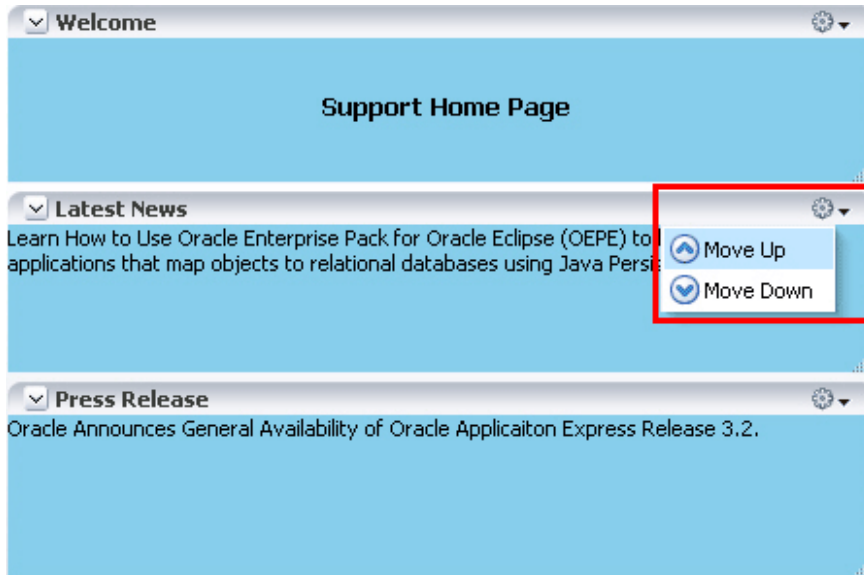 Welcome
Support Home Page
Latest News
Learn How to Use Oracle Enterprise Pack for Oracle Eclipse (OEPE) to
applications that map objects to relational databases using Java
Move Up
Move Down
Press Release
Oracle Announces General Availability of Oracle Applicaiton Express Release 3.2.